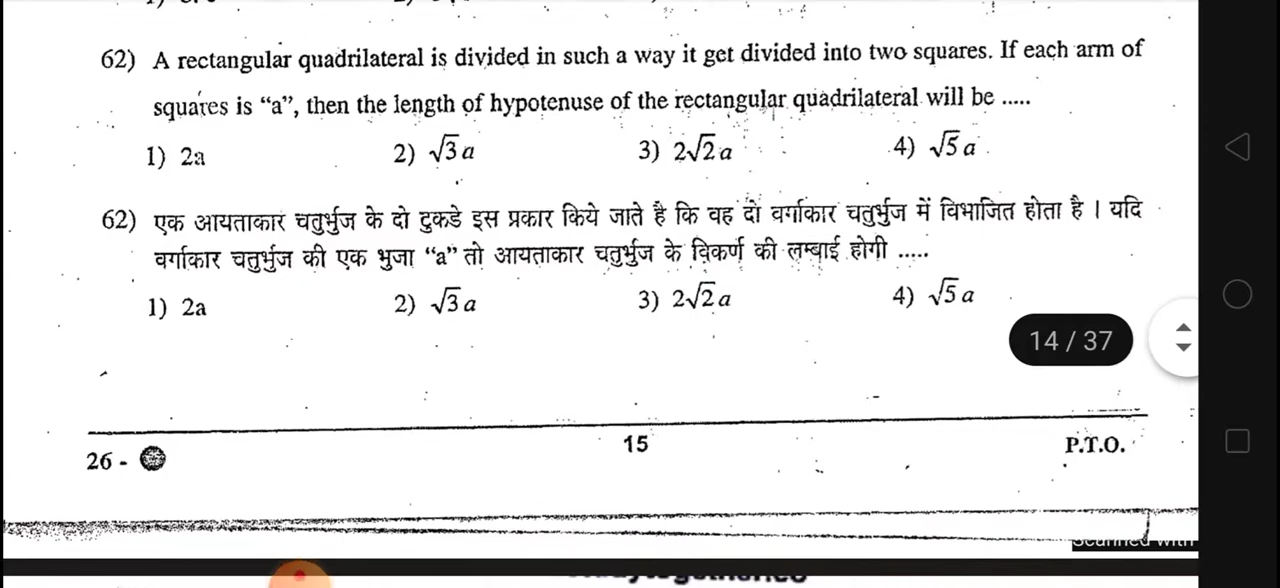 62) A rectangular quadrilateral is divided in such a way it get divided into two squares. If each arm of
squares is “a”, then the length of hypotenuse of the rectangular quadrilateral will be .....
1) 2a 2) √3 a 3) 2√2 a 4) √5 a
62) एक आयताकार चतुर्भुज के दो टुकडे इस प्रकार किये जाते है कि वह दो वर्गाकार चतुर्भुज में विभाजित होता है । यदि
वर्गाकार चतुर्भुज की एक भुजा “a” तो आयताकार चतुर्भुज के विकर्ण की लम्बाई होगी .....
1) 2a 2) √3 a 3) 2√2 a 4) √5 a
14 / 37
26 - 15 P.T.O.